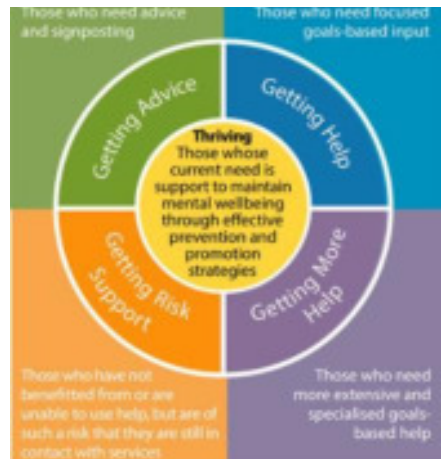 Those who need advice
and signposting
Those who need focused
goals-based input
Getting Advice
Getting Help
Thriving
Those whose
current need is
support to maintain
mental wellbeing
through effective
prevention and
promotion
strategies
Getting Risk
Support
Getting More
Help
Those who have not
benefitted from or are
unable to use help, but are of
such a risk that they are still in
contact with services
Those who need
more extensive and
specialised goals-
based help